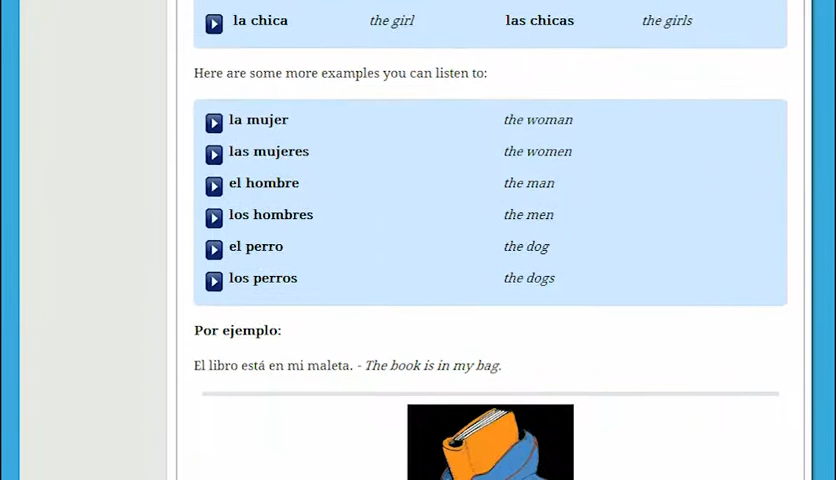 la chica the girl las chicas the girls
Here are some more examples you can listen to:
la mujer the woman
las mujeres the women
el hombre the man
los hombres the men
el perro the dog
los perros the dogs
Por ejemplo:
El libro está en mi maleta. - The book is in my bag.